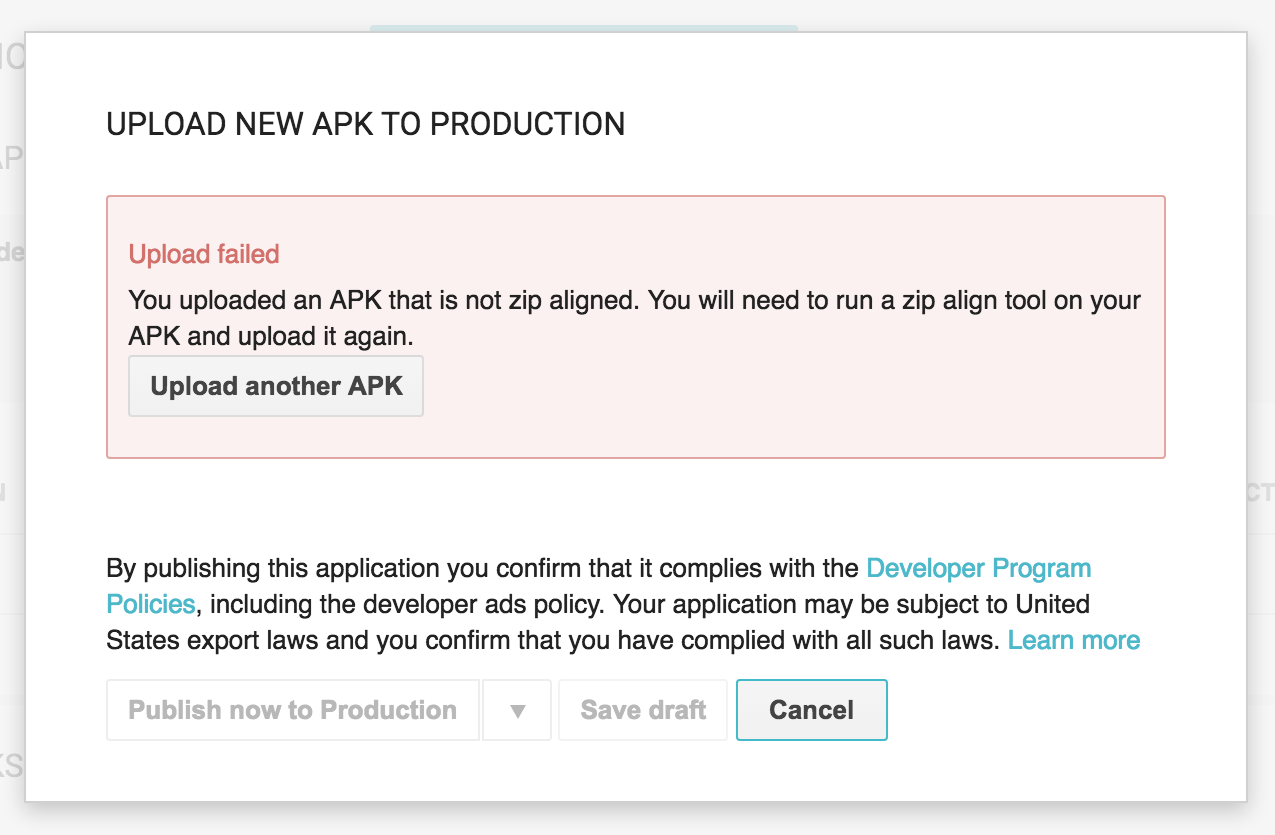 UPLOAD NEW APK TO PRODUCTION
Upload failed
You uploaded an APK that is not zip aligned. You will need to run a zip align tool on your
APK and upload it again.
Upload another APK
By publishing this application you confirm that it complies with the Developer Program
Policies, including the developer ads policy. Your application may be subject to United
States export laws and you confirm that you have complied with all such laws. Learn more
Publish now to Production ▼ Save draft Cancel